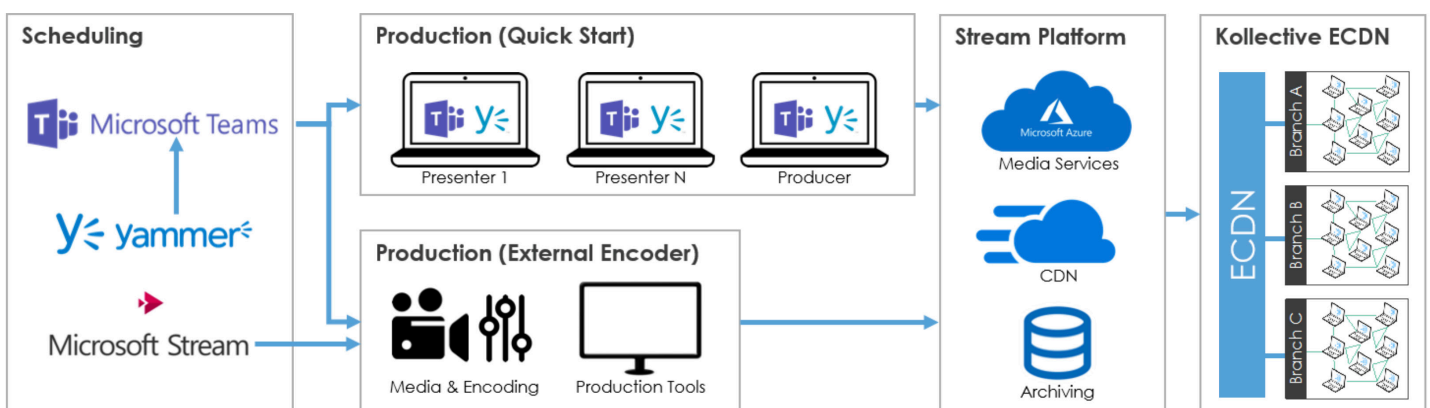 Scheduling
Microsoft Teams
yammer
Microsoft Stream
Production (Quick Start)
Presenter 1
Presenter N
Producer
Production (External Encoder)
Media & Encoding
Production Tools
Stream Platform
Microsoft Azure
Media Services
CDN
Archiving
Kollective ECDN
ECDN
Branch A
Branch B
Branch C